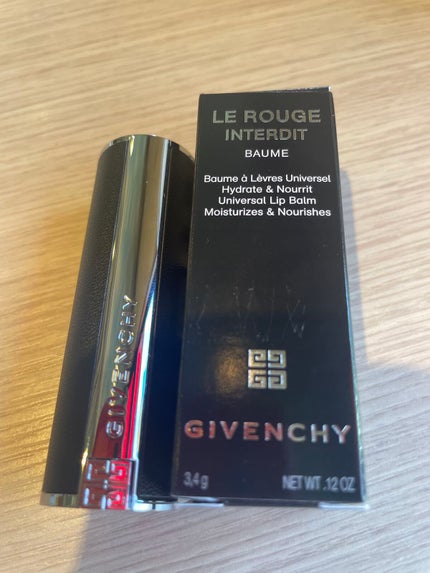 LE ROUGE
INTERDIT
BAUME
Baume à Lèvres Universel
Hydrate & Nourrit
Universal Lip Balm
Moisturizes & Nourishes
GIVENCHY
3,4 g
NET WT .12 OZ
GIVENCHY